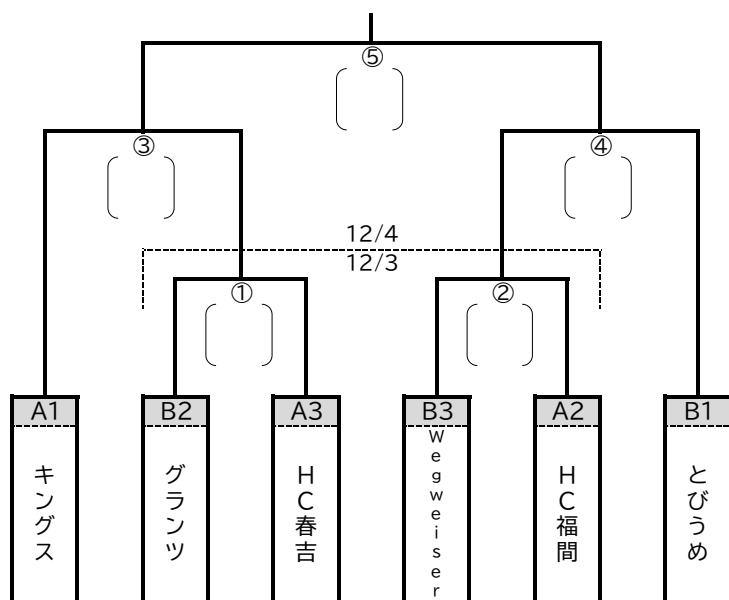 ⑤
③
④
12/4
12/3
①
②
A1
B2
A3
B3
A2
B1
キングス
グランツ
HC春吉
Wegweiser
HC福間
とびうめ